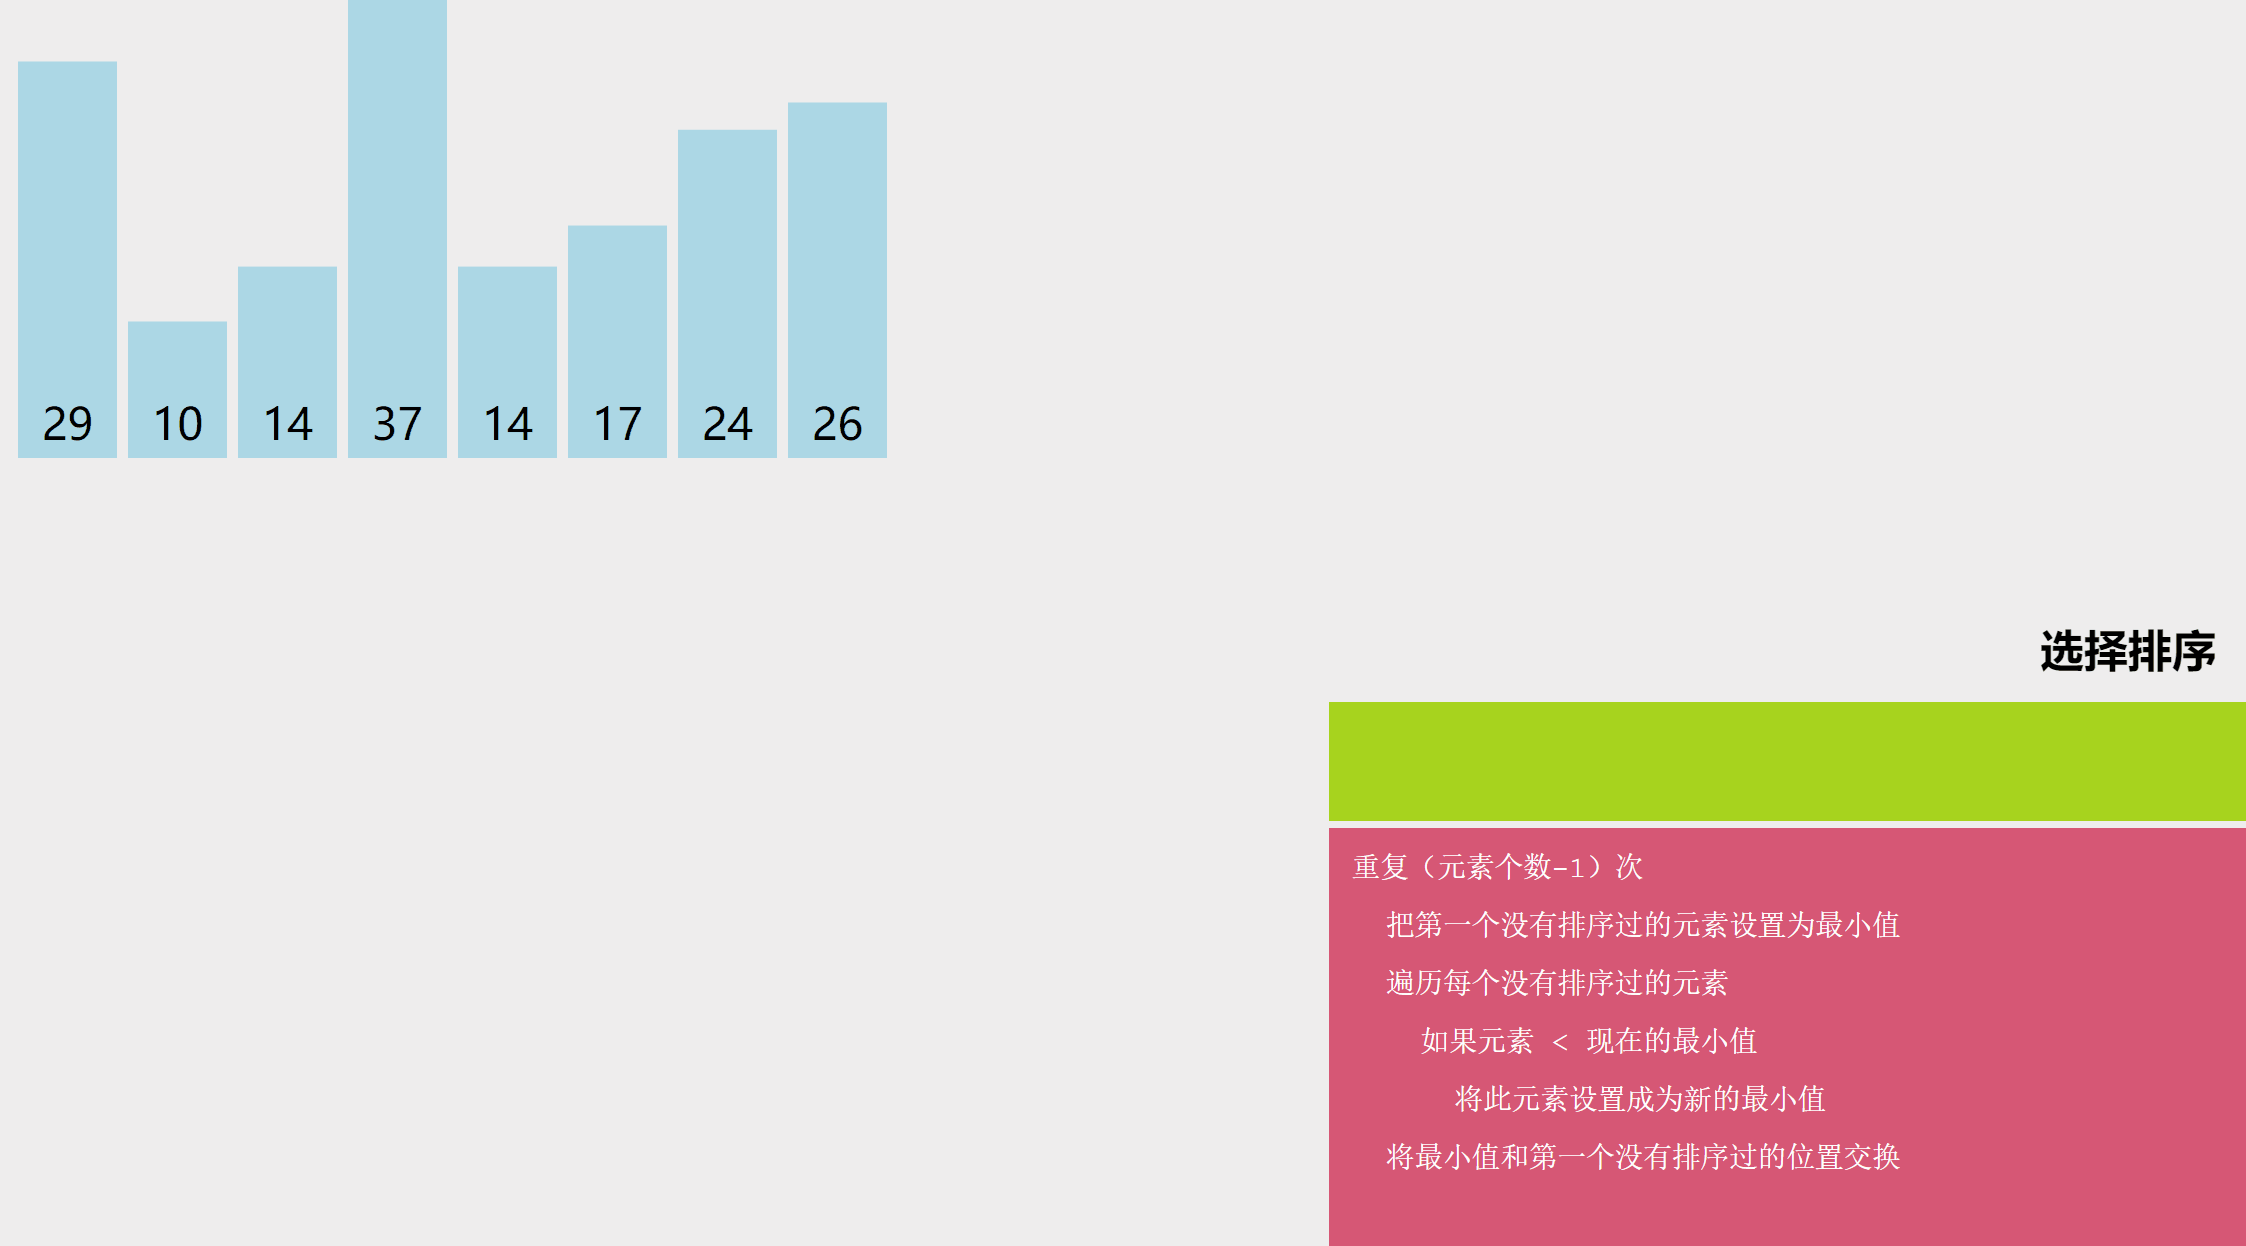 29 10 14 37 14 17 24 26
选择排序
重复（元素个数-1）次
把第一个没有排序过的元素设置为最小值
遍历每个没有排序过的元素
如果元素 < 现在的最小值
将此元素设置成为新的最小值
将最小值和第一个没有排序过的位置交换